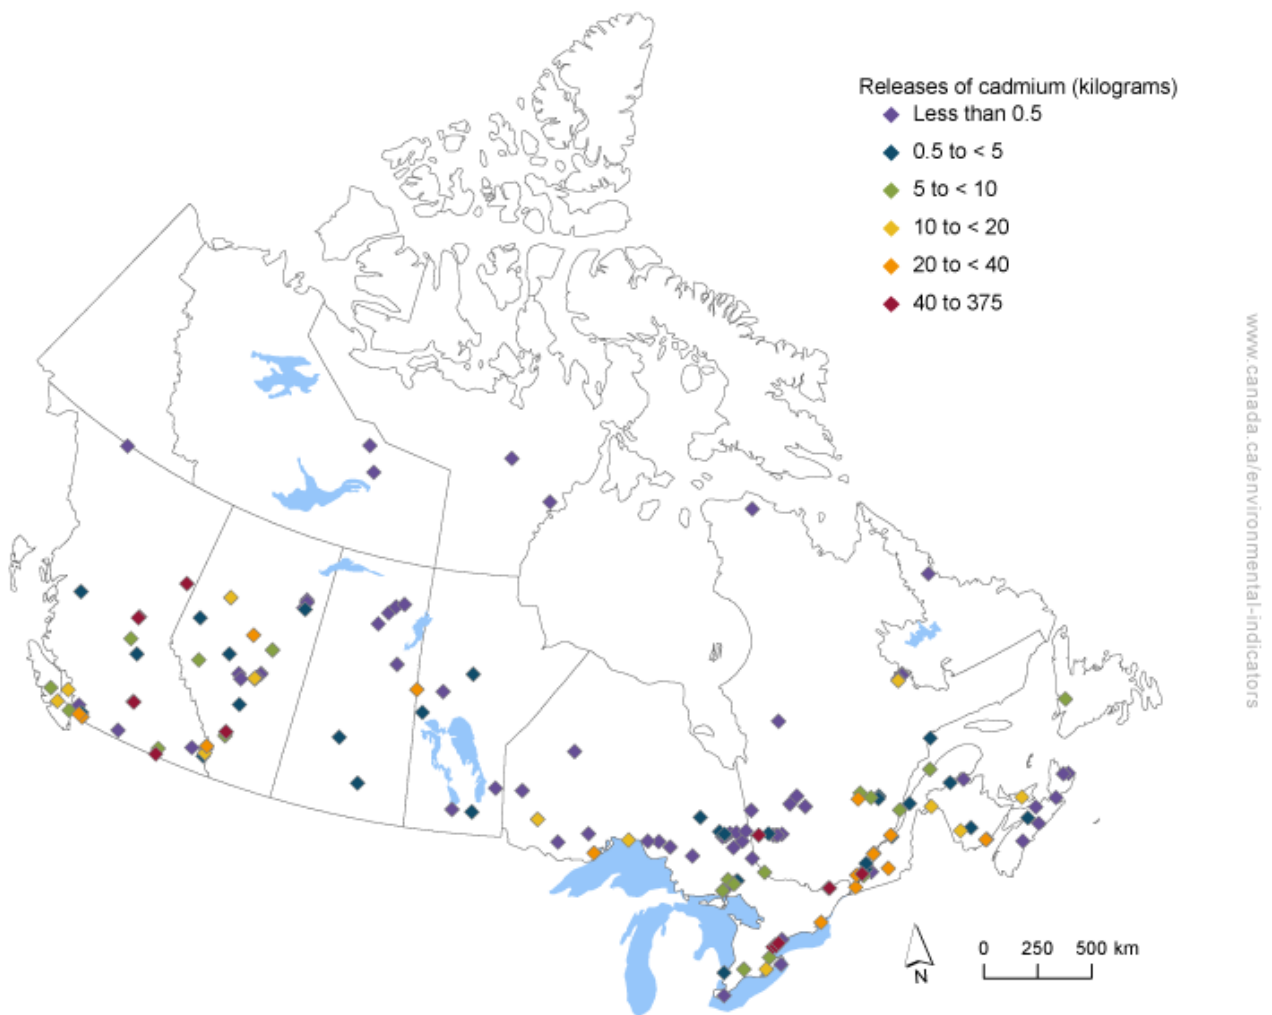 Releases of cadmium (kilograms)
Less than 0.5
0.5 to < 5
5 to < 10
10 to < 20
20 to < 40
40 to 375
www.canada.ca/environmental-indicators
0 250 500 km
N